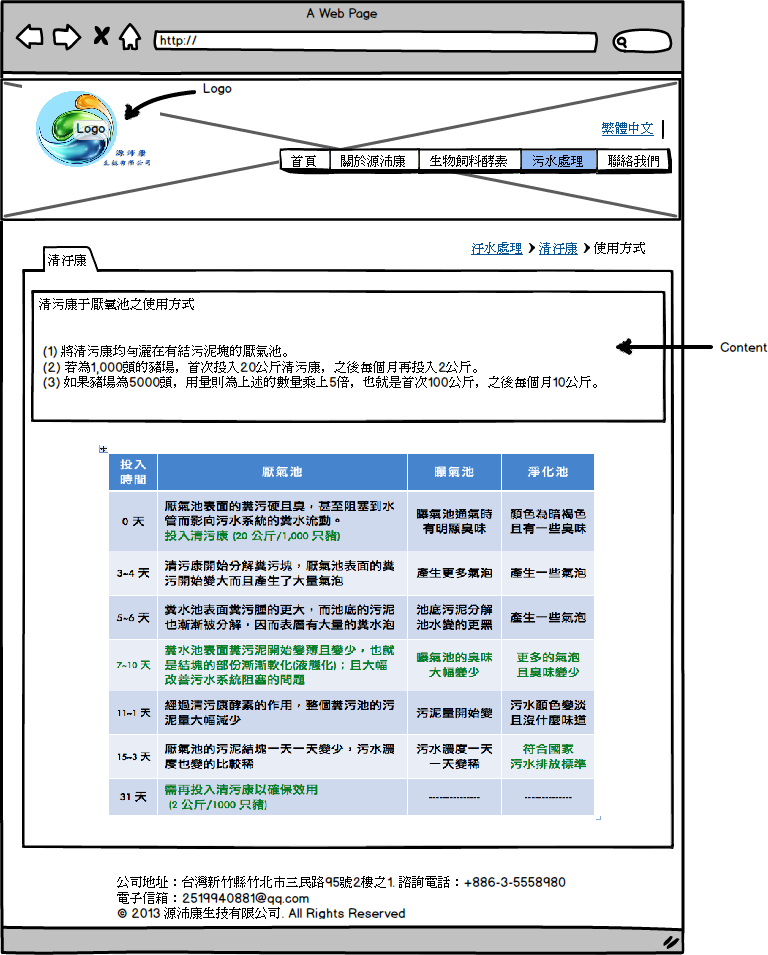 A Web Page
http://
Logo
Logo
源沛康
生技有限公司
繁體中文
首頁
關於源沛康
生物飼料酵素
污水處理
聯絡我們
汙水處理 > 清汙康 > 使用方式
清汙康
清污康于厭氧池之使用方式
(1) 將清污康均勻灑在有結污泥塊的厭氧池。
(2) 若為1,000頭的豬場，首次投入20公斤清污康，之後每個月再投入2公斤。
(3) 如果豬場為5000頭，用量則為上述的數量乘上5倍，也就是首次100公斤，之後每個月10公斤。
Content
投入
時間
厭氧池
曝氣池
淨化池
0 天
厭氧池表面的糞污硬且臭，甚至阻塞到水
管而影向污水系統的糞水流動。
投入清污康 (20 公斤/1,000 只豬)
曝氧池通氣時
有明顯臭味
顏色為暗褐色
且有一些臭味
3~4 天
清污康開始分解糞污塊，厭氧池表面的糞
污開始變大而且產生了大量氣泡
產生更多氣泡
產生一些氣泡
5~6 天
糞水池表面糞污腫的更大，而池底的污泥
也漸漸被分解，因而表層有大量的糞水泡
池底污泥分解
池水變的更黑
產生一些氣泡
7~10 天
糞水池表面糞污泥開始變薄且變少，也就
是結塊的部份漸漸軟化(液態化)；且大幅
改善污水系統阻塞的問題
曝氧池的臭味
大幅變少
更多的氣泡
且臭味變少
11~1 天
經過清污康酵素的作用，整個糞污池的污
泥量大幅減少
污泥量開始變
污水顏色變淡
且沒什麼味道
15~3 天
厭氧池的污泥結塊一天一天變少，污水濃
度也變的比較稀
污水濃度一天
一天變稀
符合國家
污水排放標準
31 天
需再投入清污康以確保效用
(2 公斤/1000 只豬)
---------------
-------------
公司地址：台灣新竹縣竹北市三民路95號2樓之1. 諮詢電話：+886-3-5558980
電子信箱：2519940881@qq.com
© 2013 源沛康生技有限公司. All Rights Reserved